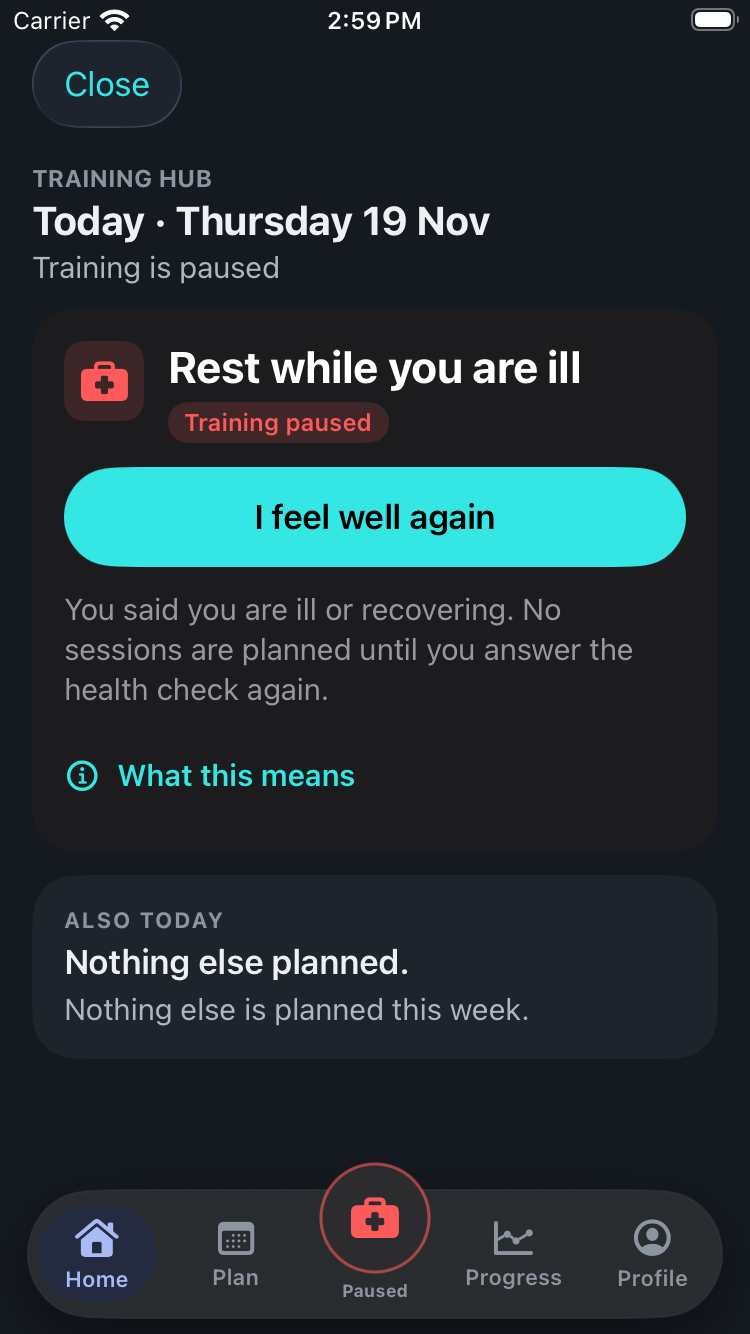 Carrier 2:59 PM
Close
TRAINING HUB
Today · Thursday 19 Nov
Training is paused
Rest while you are ill
Training paused
I feel well again
You said you are ill or recovering. No
sessions are planned until you answer the
health check again.
What this means
ALSO TODAY
Nothing else planned.
Nothing else is planned this week.
Home Plan Paused Progress Profile